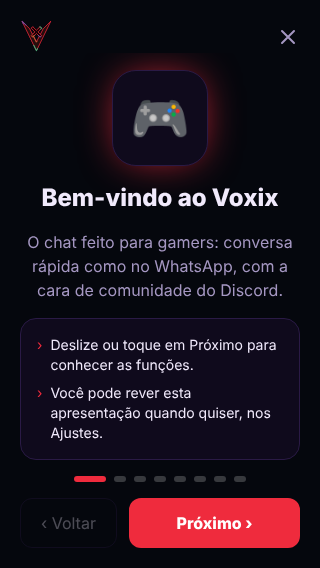 Bem-vindo ao Voxix
O chat feito para gamers: conversa
rápida como no WhatsApp, com a
cara de comunidade do Discord.
› Deslize ou toque em Próximo para
conhecer as funções.
› Você pode rever esta
apresentação quando quiser, nos
Ajustes.
‹ Voltar
Próximo ›